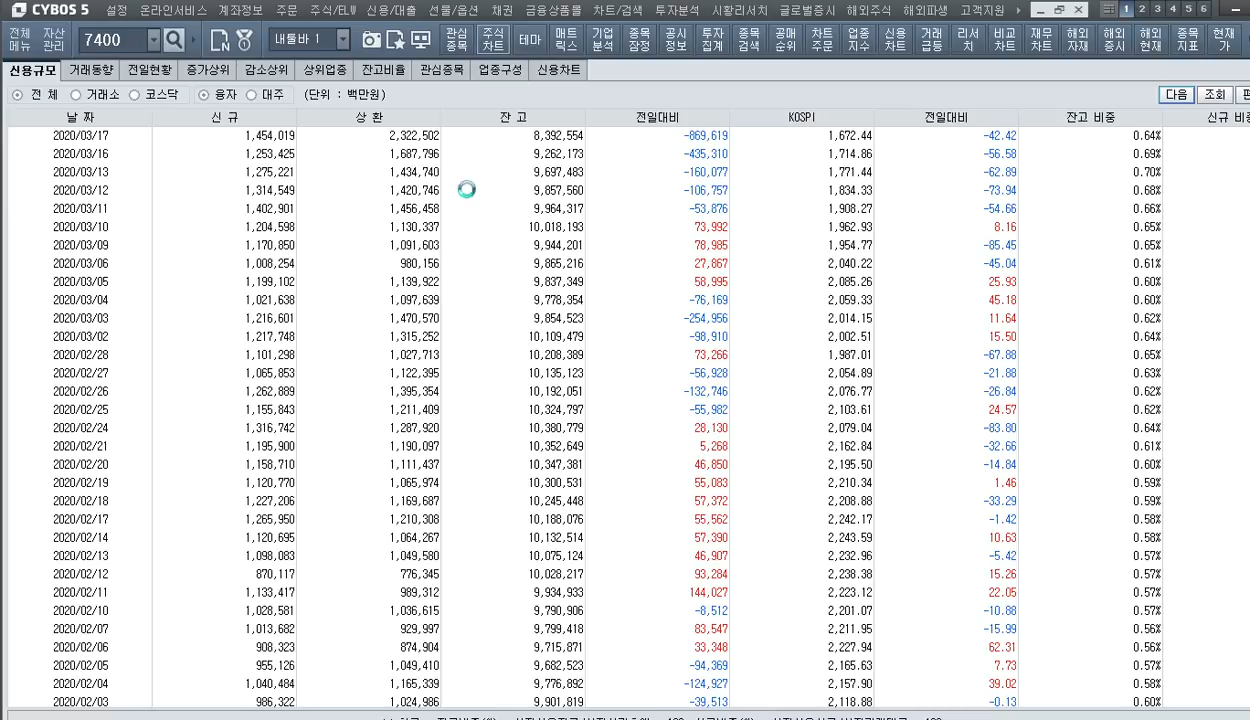 CYBOS 5 설정 온라인서비스 계좌정보 주문 주식/ELW 신용/대출 선물/옵션 채권 금융상품몰 차트/검색 투자분석 시황리서치 글로벌증시 해외주식 해외파생 고객지원 1 2 3 4 5 6
전체메뉴 자산관리 7400 내툴바 1 관심종목 주식차트 테마 매트릭스 기업분석 종목잠정 공시정보 투자집계 종목검색 공매순위 차트주문 업종지수 신용차트 거래급등 리서치 비교차트 재무차트 해외자재 해외증시 해외현재 종목지표 현재가
신용규모 거래동향 전일현황 증가상위 감소상위 상위업종 잔고비율 관심종목 업종구성 신용차트
전 체 거래소 코스닥 융자 대주 (단위 : 백만원) 다음 조회
날 짜 신 규 상 환 잔 고 전일대비 KOSPI 전일대비 잔고 비중 신규 비중
2020/03/17 1,454,019 2,322,502 8,392,554 -869,619 1,672.44 -42.42 0.64%
2020/03/16 1,253,425 1,687,796 9,262,173 -435,310 1,714.86 -56.58 0.69%
2020/03/13 1,275,221 1,434,740 9,697,483 -160,077 1,771.44 -62.89 0.70%
2020/03/12 1,314,549 1,420,746 9,857,560 -106,757 1,834.33 -73.94 0.68%
2020/03/11 1,402,901 1,456,458 9,964,317 -53,876 1,908.27 -54.66 0.66%
2020/03/10 1,204,598 1,130,337 10,018,193 73,992 1,962.93 8.16 0.65%
2020/03/09 1,170,850 1,091,603 9,944,201 78,985 1,954.77 -85.45 0.65%
2020/03/06 1,008,254 980,156 9,865,216 27,867 2,040.22 -45.04 0.61%
2020/03/05 1,199,102 1,139,922 9,837,349 58,995 2,085.26 25.93 0.60%
2020/03/04 1,021,638 1,097,639 9,778,354 -76,169 2,059.33 45.18 0.60%
2020/03/03 1,216,601 1,470,570 9,854,523 -254,956 2,014.15 11.64 0.62%
2020/03/02 1,217,748 1,315,252 10,109,479 -98,910 2,002.51 15.50 0.64%
2020/02/28 1,101,298 1,027,713 10,208,389 73,266 1,987.01 -67.88 0.65%
2020/02/27 1,065,853 1,122,395 10,135,123 -56,928 2,054.89 -21.88 0.63%
2020/02/26 1,262,889 1,395,354 10,192,051 -132,746 2,076.77 -26.84 0.62%
2020/02/25 1,155,843 1,211,409 10,324,797 -55,982 2,103.61 24.57 0.62%
2020/02/24 1,316,742 1,287,920 10,380,779 28,130 2,079.04 -83.80 0.64%
2020/02/21 1,195,900 1,190,097 10,352,649 5,268 2,162.84 -32.66 0.61%
2020/02/20 1,158,710 1,111,437 10,347,381 46,850 2,195.50 -14.84 0.60%
2020/02/19 1,120,770 1,065,974 10,300,531 55,083 2,210.34 1.46 0.59%
2020/02/18 1,227,206 1,169,687 10,245,448 57,372 2,208.88 -33.29 0.59%
2020/02/17 1,265,950 1,210,308 10,188,076 55,562 2,242.17 -1.42 0.58%
2020/02/14 1,120,695 1,064,267 10,132,514 57,390 2,243.59 10.63 0.58%
2020/02/13 1,098,083 1,049,580 10,075,124 46,907 2,232.96 -5.42 0.57%
2020/02/12 870,117 776,345 10,028,217 93,284 2,238.38 15.26 0.57%
2020/02/11 1,133,417 989,312 9,934,933 144,027 2,223.12 22.05 0.57%
2020/02/10 1,028,581 1,036,615 9,790,906 -8,512 2,201.07 -10.88 0.57%
2020/02/07 1,013,682 929,997 9,799,418 83,547 2,211.95 -15.99 0.56%
2020/02/06 908,323 874,904 9,715,871 33,348 2,227.94 62.31 0.56%
2020/02/05 955,126 1,049,410 9,682,523 -94,369 2,165.63 7.73 0.57%
2020/02/04 1,040,484 1,165,339 9,776,892 -124,927 2,157.90 39.02 0.58%
2020/02/03 986,322 1,024,986 9,901,819 -39,513 2,118.88 -0.13 0.60%